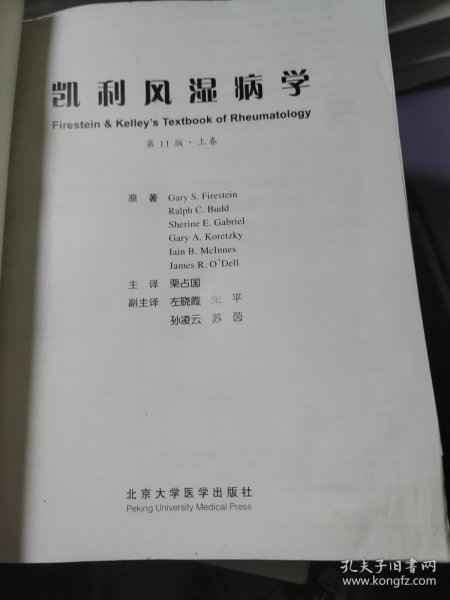 凯利风湿病学
Firestein & Kelley's Textbook of Rheumatology
第11版·上卷
原 著 Gary S. Firestein
Ralph C. Budd
Sherine E. Gabriel
Gary A. Koretzky
Iain B. McInnes
James R. O'Dell
主 译 栗占国
副主译 左晓霞 朱 平
孙凌云 苏 茵
北京大学医学出版社
Peking University Medical Press
孔夫子旧书网
www.kongfz.com